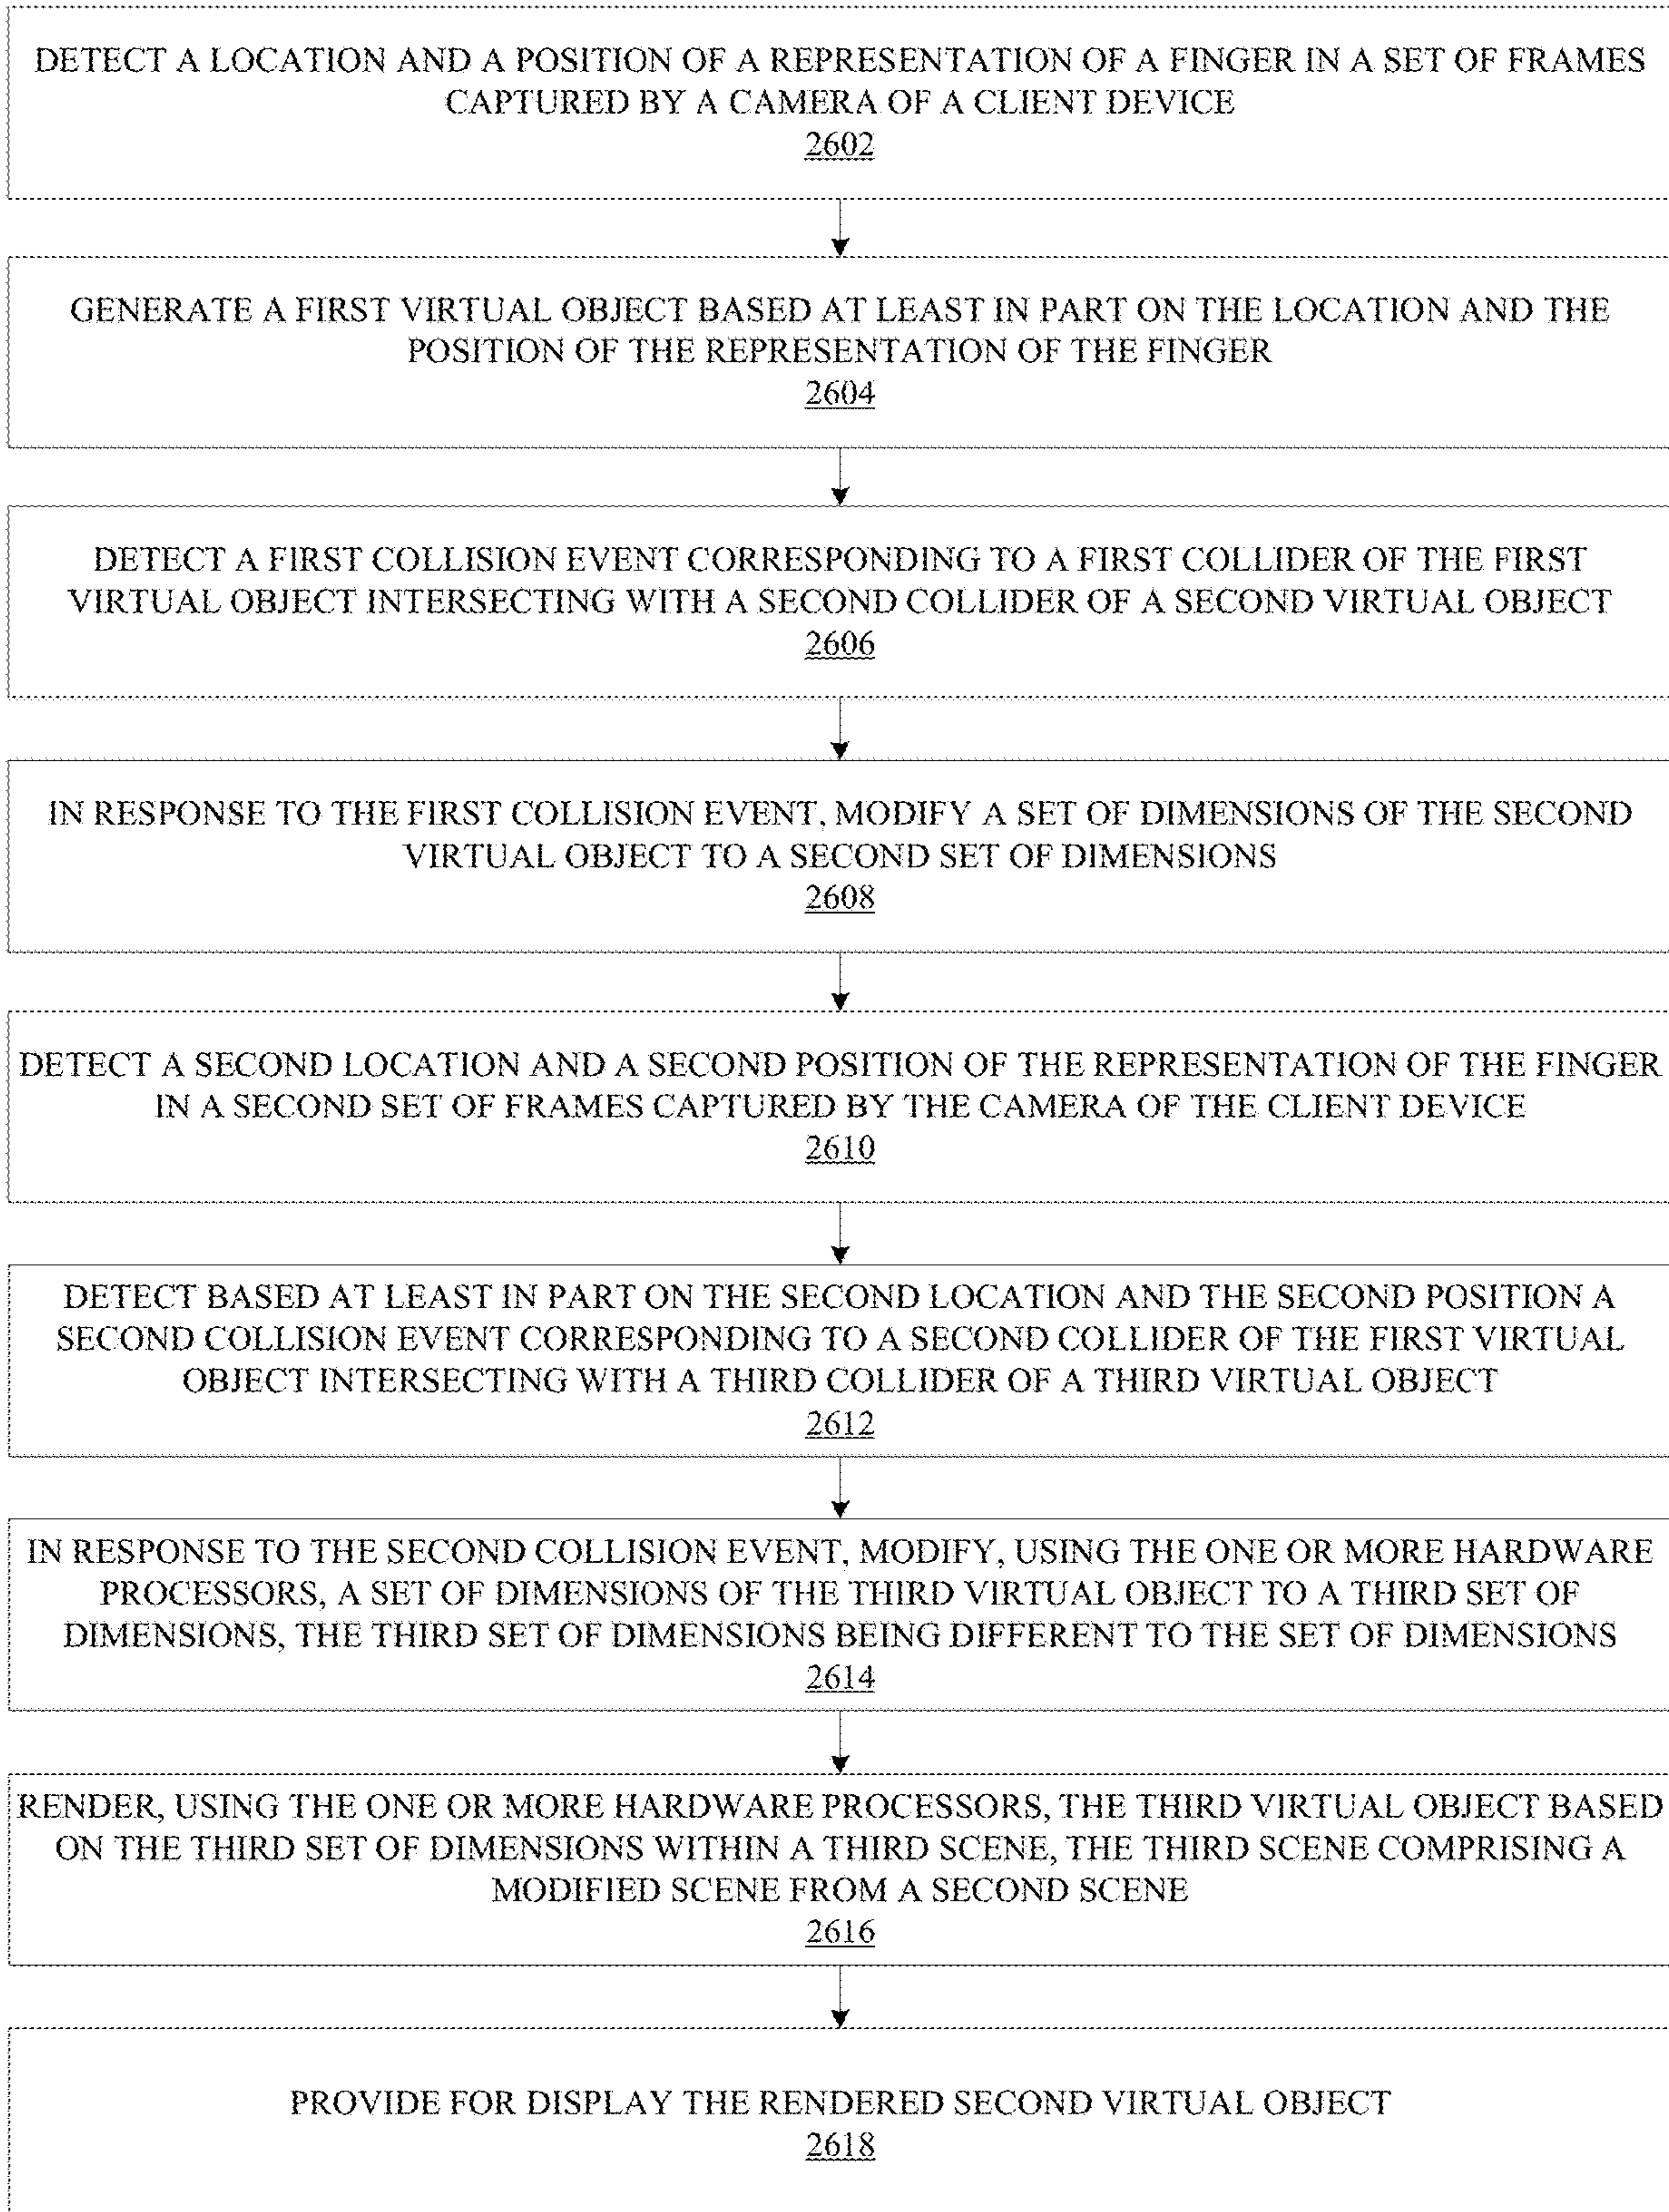 DETECT A LOCATION AND A POSITION OF A REPRESENTATION OF A FINGER IN A SET OF FRAMES
CAPTURED BY A CAMERA OF A CLIENT DEVICE
2602
GENERATE A FIRST VIRTUAL OBJECT BASED AT LEAST IN PART ON THE LOCATION AND THE
POSITION OF THE REPRESENTATION OF THE FINGER
2604
DETECT A FIRST COLLISION EVENT CORRESPONDING TO A FIRST COLLIDER OF THE FIRST
VIRTUAL OBJECT INTERSECTING WITH A SECOND COLLIDER OF A SECOND VIRTUAL OBJECT
2606
IN RESPONSE TO THE FIRST COLLISION EVENT, MODIFY A SET OF DIMENSIONS OF THE SECOND
VIRTUAL OBJECT TO A SECOND SET OF DIMENSIONS
2608
DETECT A SECOND LOCATION AND A SECOND POSITION OF THE REPRESENTATION OF THE FINGER
IN A SECOND SET OF FRAMES CAPTURED BY THE CAMERA OF THE CLIENT DEVICE
2610
DETECT BASED AT LEAST IN PART ON THE SECOND LOCATION AND THE SECOND POSITION A
SECOND COLLISION EVENT CORRESPONDING TO A SECOND COLLIDER OF THE FIRST VIRTUAL
OBJECT INTERSECTING WITH A THIRD COLLIDER OF A THIRD VIRTUAL OBJECT
2612
IN RESPONSE TO THE SECOND COLLISION EVENT, MODIFY, USING THE ONE OR MORE HARDWARE
PROCESSORS, A SET OF DIMENSIONS OF THE THIRD VIRTUAL OBJECT TO A THIRD SET OF
DIMENSIONS, THE THIRD SET OF DIMENSIONS BEING DIFFERENT TO THE SET OF DIMENSIONS
2614
RENDER, USING THE ONE OR MORE HARDWARE PROCESSORS, THE THIRD VIRTUAL OBJECT BASED
ON THE THIRD SET OF DIMENSIONS WITHIN A THIRD SCENE, THE THIRD SCENE COMPRISING A
MODIFIED SCENE FROM A SECOND SCENE
2616
PROVIDE FOR DISPLAY THE RENDERED SECOND VIRTUAL OBJECT
2618